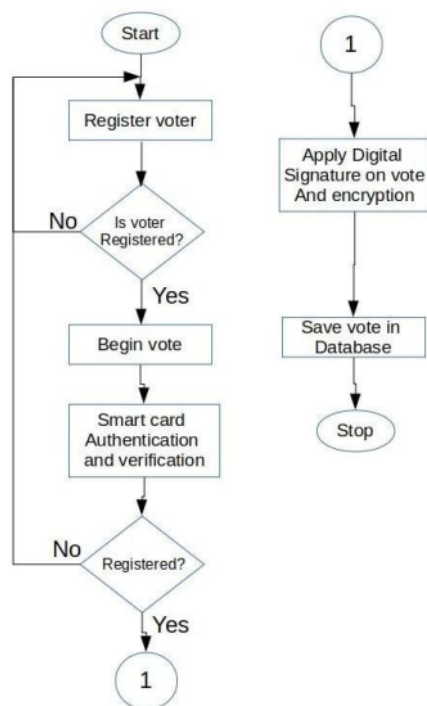 Start
Register voter
No
Is voter
Registered?
Yes
Begin vote
Smart card
Authentication
and verification
No
Registered?
Yes
1
1
Apply Digital
Signature on vote
And encryption
Save vote in
Database
Stop